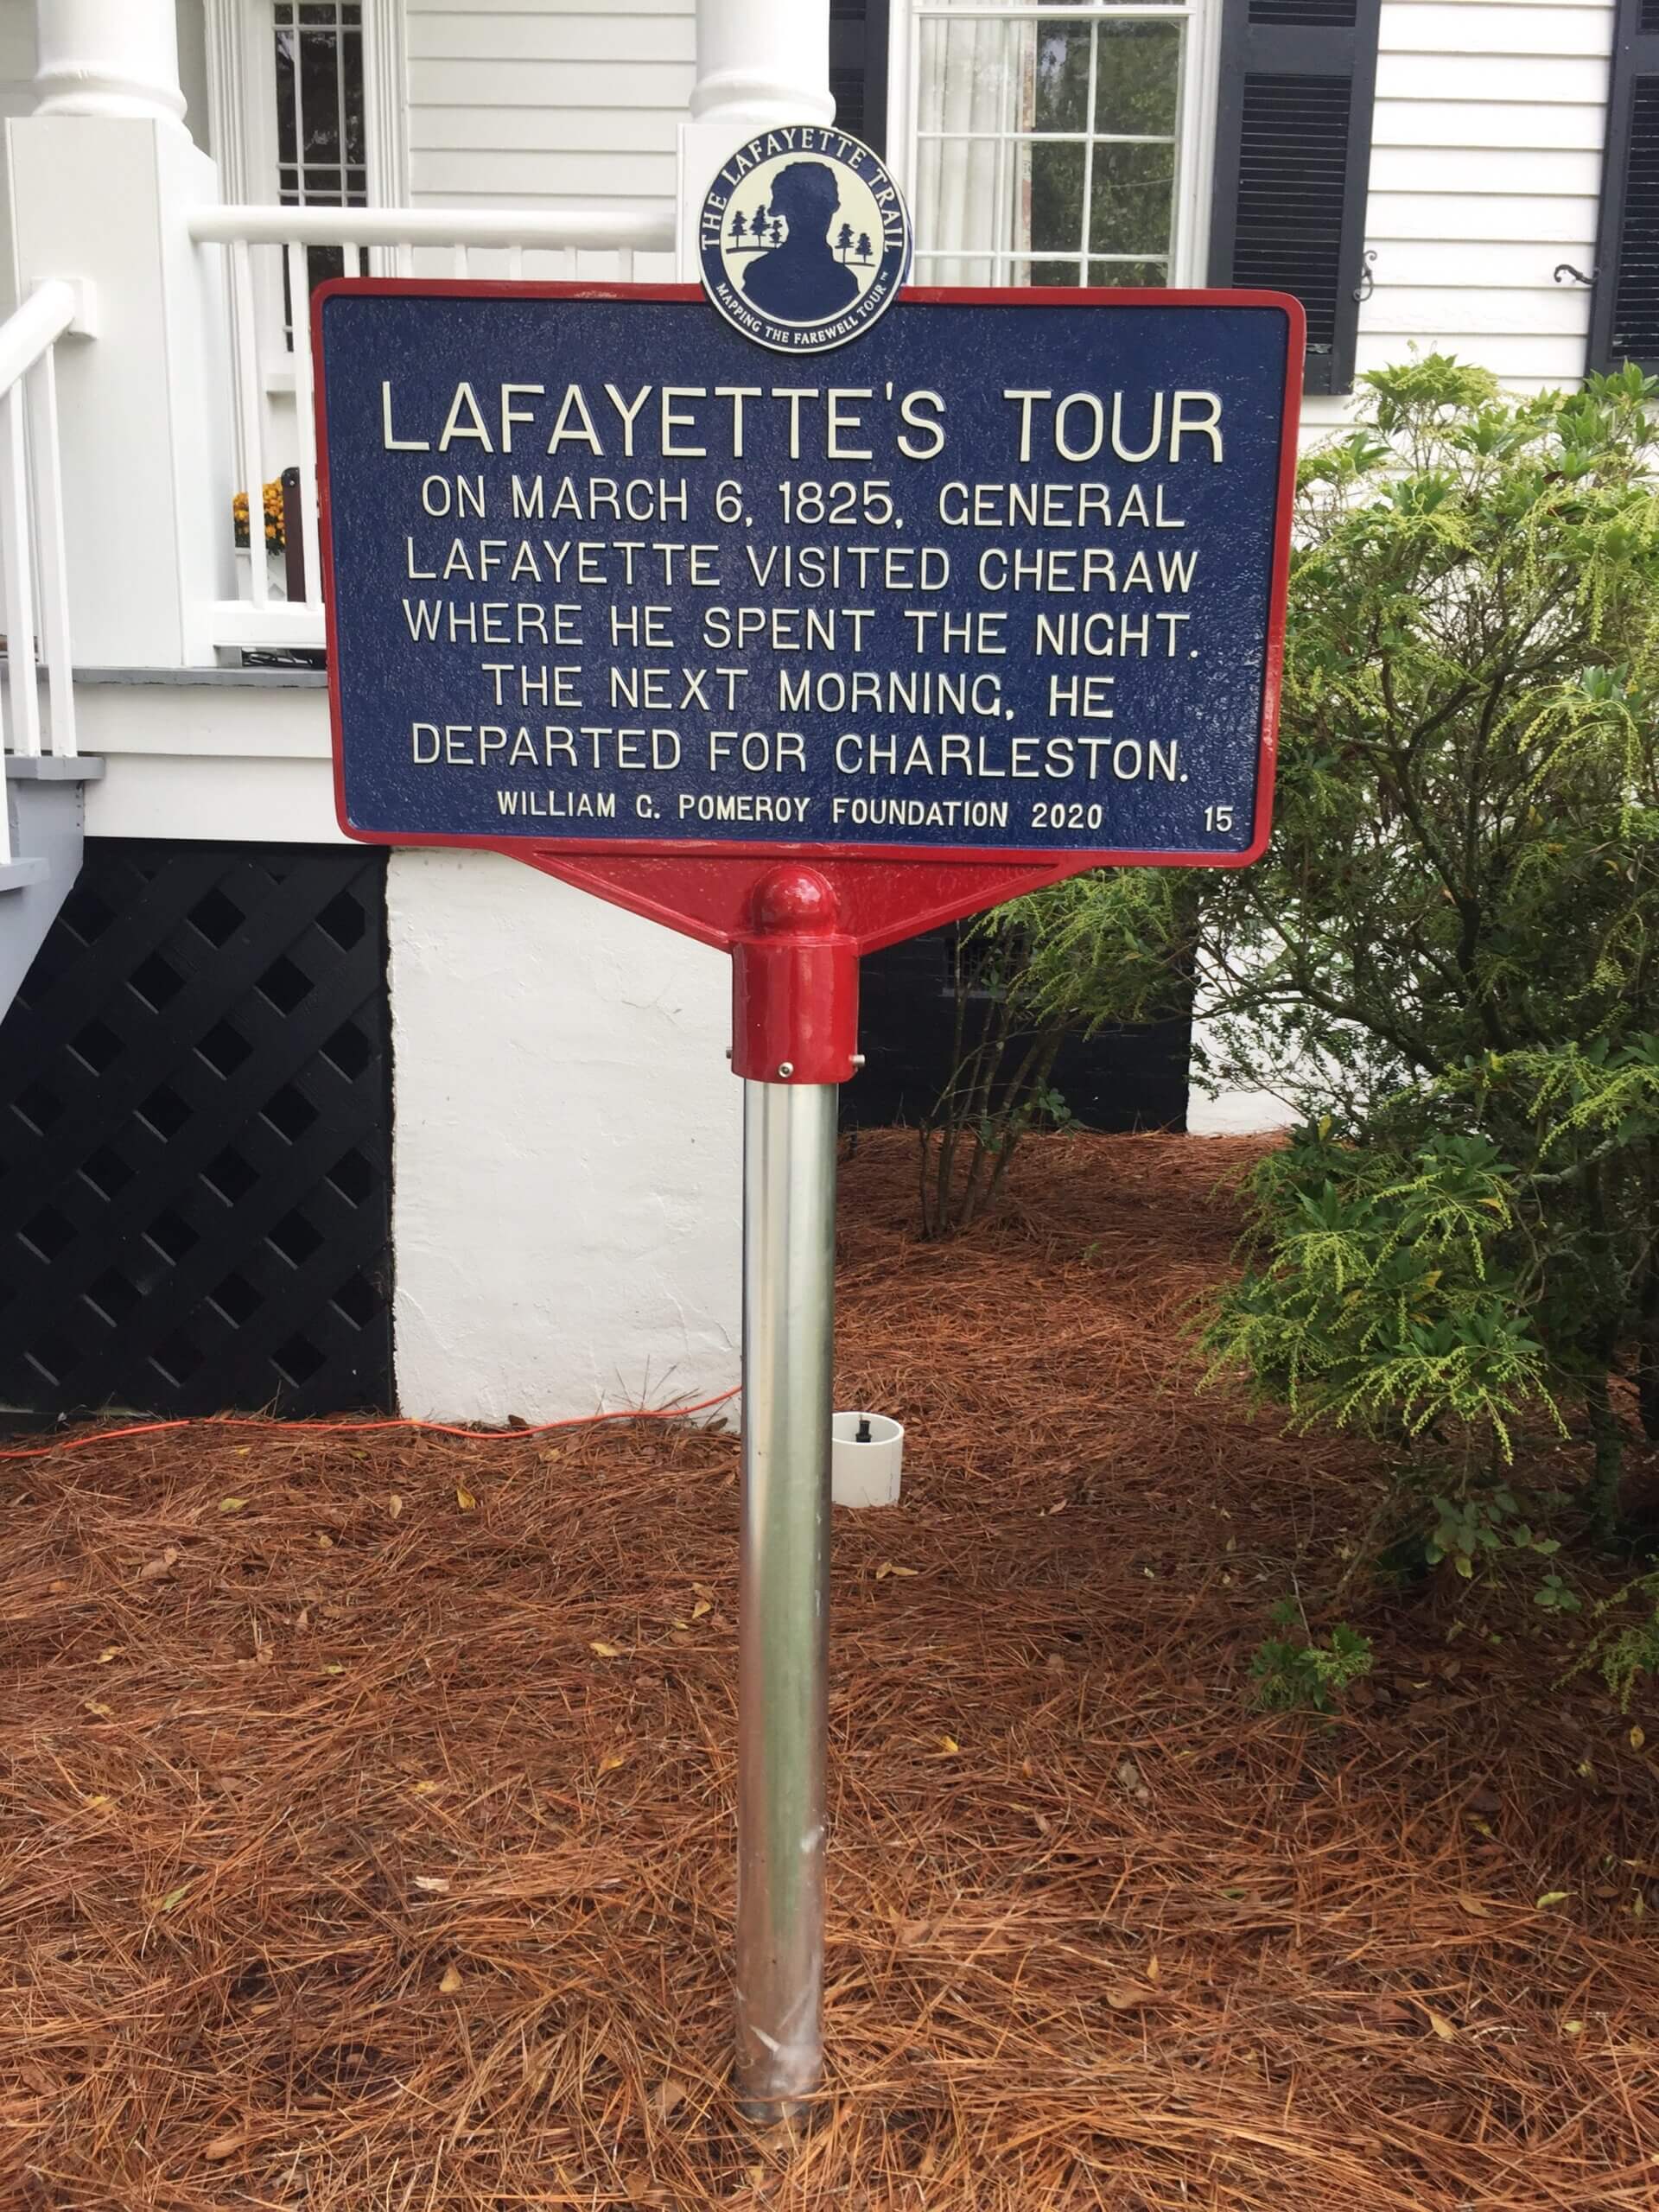 THE LAFAYETTE TRAIL
MAPPING THE FAREWELL TOUR™
LAFAYETTE'S TOUR
ON MARCH 6, 1825, GENERAL
LAFAYETTE VISITED CHERAW
WHERE HE SPENT THE NIGHT.
THE NEXT MORNING, HE
DEPARTED FOR CHARLESTON.
WILLIAM G. POMEROY FOUNDATION 2020 15